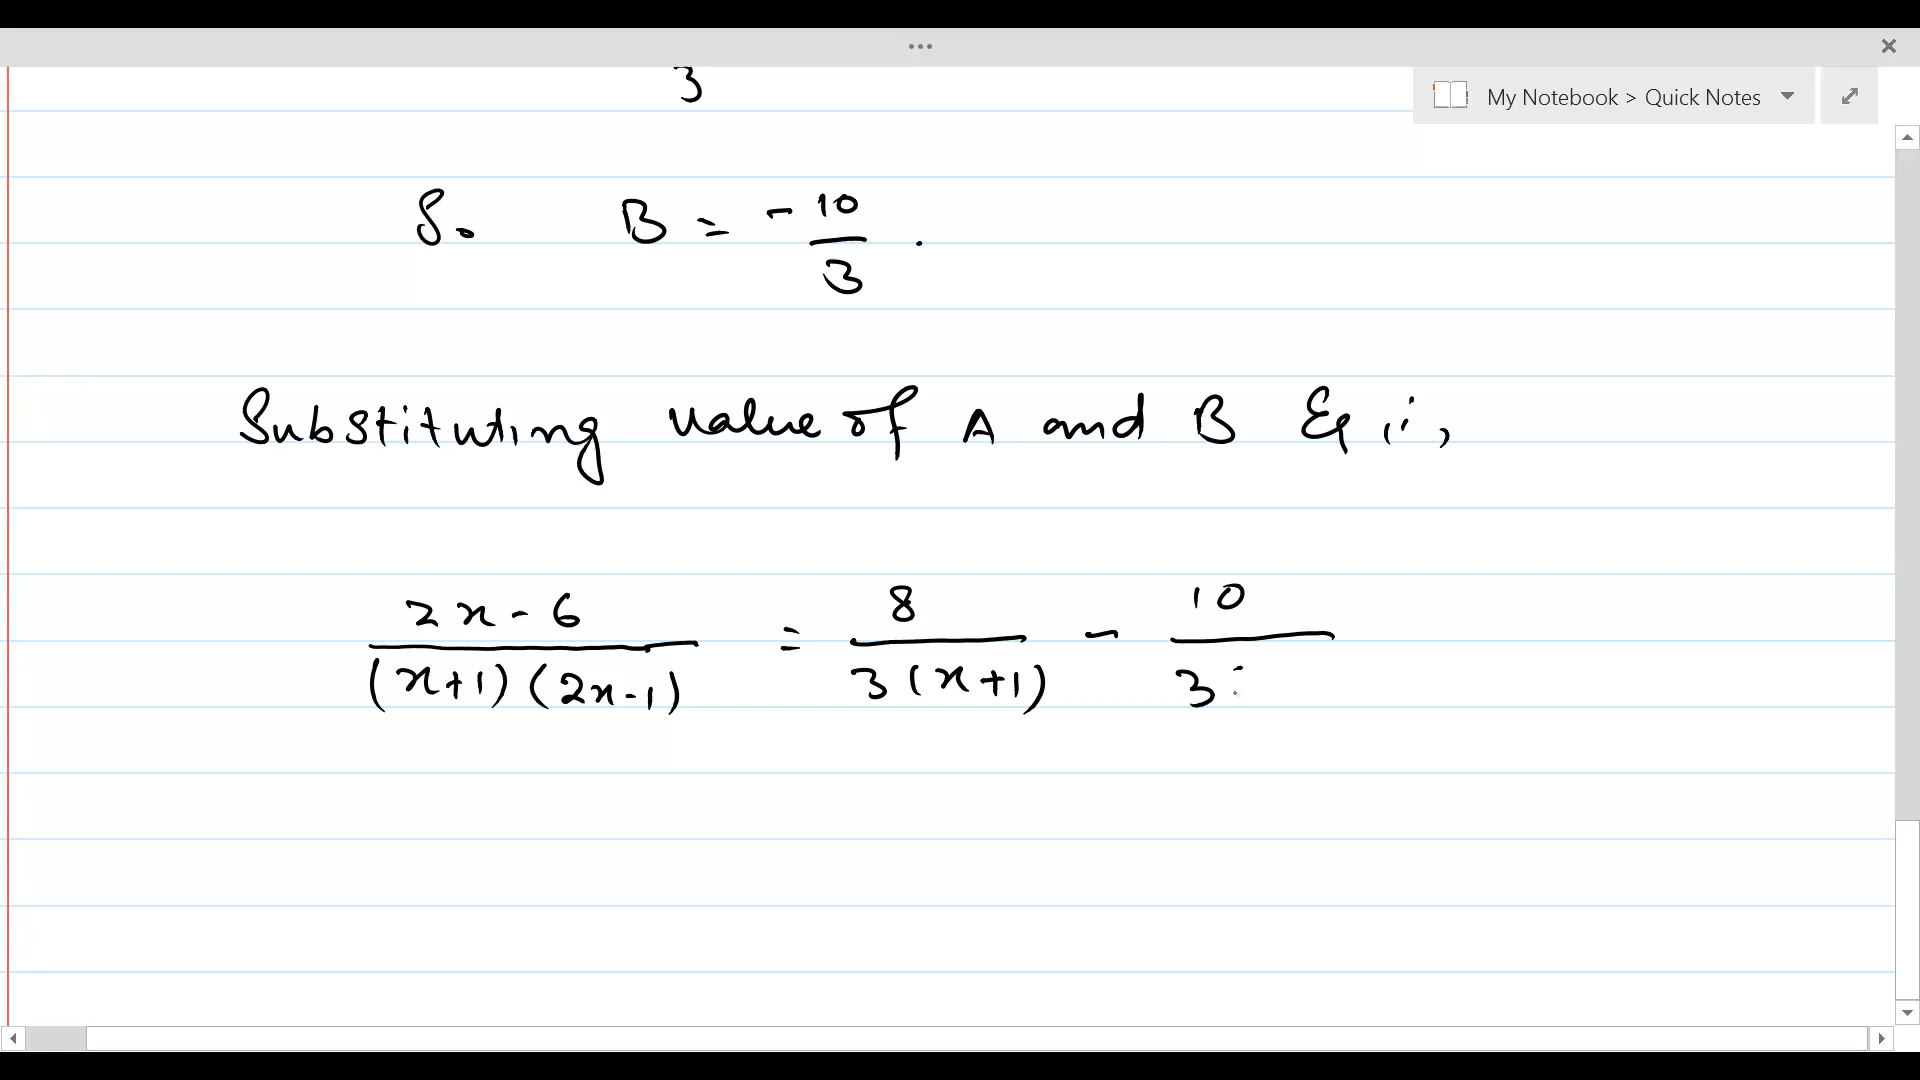 ...
My Notebook > Quick Notes
3
So B = -10/3 .
Substituting value of A and B Eq i,
2x - 6 / (x+1)(2x-1) = 8 / 3(x+1) - 10 / 3